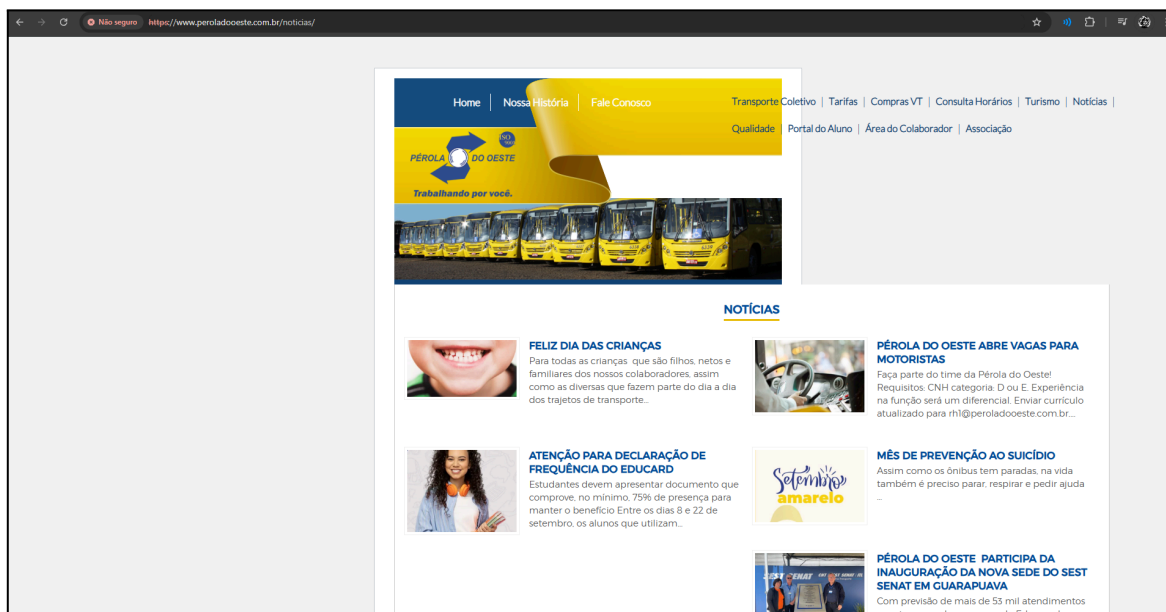 Não seguro https://www.peroladooeste.com.br/noticias/
Home
Nossa História
Fale Conosco
Transporte Coletivo | Tarifas | Compras VT | Consulta Horários | Turismo | Notícias |
Qualidade | Portal do Aluno | Área do Colaborador | Associação
ISO
PÉROLA DO OESTE
Trabalhando por você.
NOTÍCIAS
FELIZ DIA DAS CRIANÇAS
Para todas as crianças que são filhos, netos e
familiares dos nossos colaboradores, assim
como as diversas que fazem parte do dia a dia
dos trajetos de transporte...
PÉROLA DO OESTE ABRE VAGAS PARA
MOTORISTAS
Faça parte do time da Pérola do Oeste!
Requisitos: CNH categoria: D ou E. Experiência
na função será um diferencial. Enviar currículo
atualizado para rh1@peroladooeste.com.br....
ATENÇÃO PARA DECLARAÇÃO DE
FREQUÊNCIA DO EDUCARD
Estudantes devem apresentar documento que
comprove, no mínimo, 75% de presença para
manter o benefício Entre os dias 8 e 22 de
setembro, os alunos que utilizam...
Setembro
amarelo
MÊS DE PREVENÇÃO AO SUICÍDIO
Assim como os ônibus tem paradas, na vida
também é preciso parar, respirar e pedir ajuda
...
SEST SENAT
PÉROLA DO OESTE PARTICIPA DA
INAUGURAÇÃO DA NOVA SEDE DO SEST
SENAT EM GUARAPUAVA
Com previsão de mais de 53 mil atendimentos